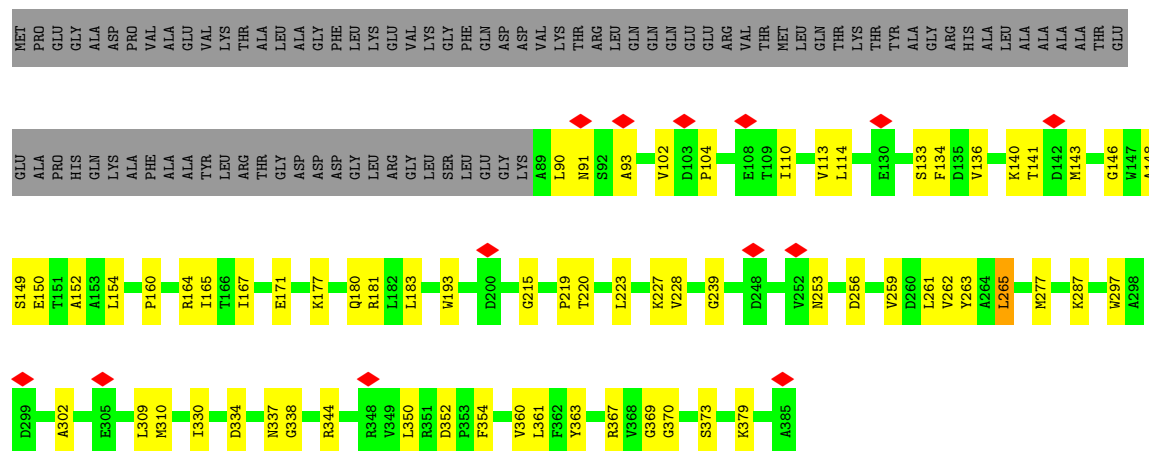 MET PRO GLU GLY ALA ASP PRO VAL ALA GLU VAL LYS THR ALA LEU ALA GLY PHE LEU LYS GLU VAL LYS GLY PHE GLN ASP ASP VAL LYS THR ARG LEU GLN GLN GLN GLU GLU ARG VAL THR MET LEU GLN THR LYS THR TYR ALA GLY ARG HIS ALA LEU ALA ALA ALA ALA THR GLU
GLU ALA PRO HIS GLN LYS ALA PHE ALA ALA TYR LEU ARG THR GLY ASP ASP ASP GLY LEU ARG GLY LEU SER LEU GLU GLY LYS A89 L90 N91 S92 A93 V102 D103 P104 E108 T109 I110 V113 L114 E130 S133 F134 D135 V136 K140 T141 D142 M143 G146 W147 A148
S149 E150 T151 A152 A153 L154 P160 R164 I165 T166 I167 E171 K177 Q180 R181 L182 L183 W193 D200 G215 P219 T220 L223 K227 V228 G239 D248 V252 N253 D256 V259 D260 L261 V262 Y263 A264 L265 M277 K287 W297 A298
D299 A302 E305 L309 M310 I330 D334 N337 G338 R344 R348 V349 L350 R351 D352 P353 F354 V360 L361 F362 Y363 R367 V368 G369 G370 S373 K379 A385